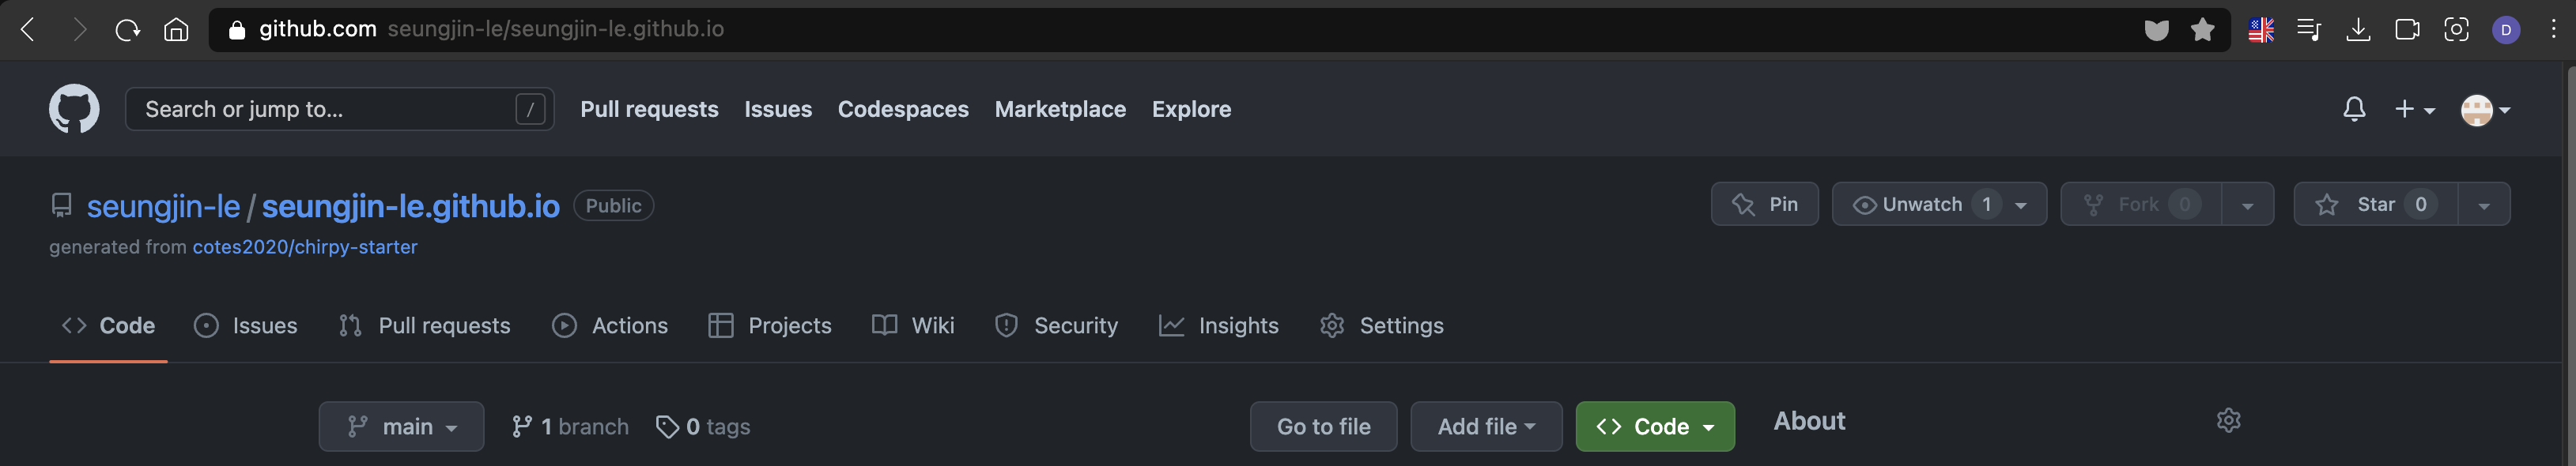 github.com seungjin-le/seungjin-le.github.io D
Search or jump to... / Pull requests Issues Codespaces Marketplace Explore
seungjin-le / seungjin-le.github.io Public Pin Unwatch 1 Fork 0 Star 0
generated from cotes2020/chirpy-starter
Code Issues Pull requests Actions Projects Wiki Security Insights Settings
main 1 branch 0 tags Go to file Add file Code About